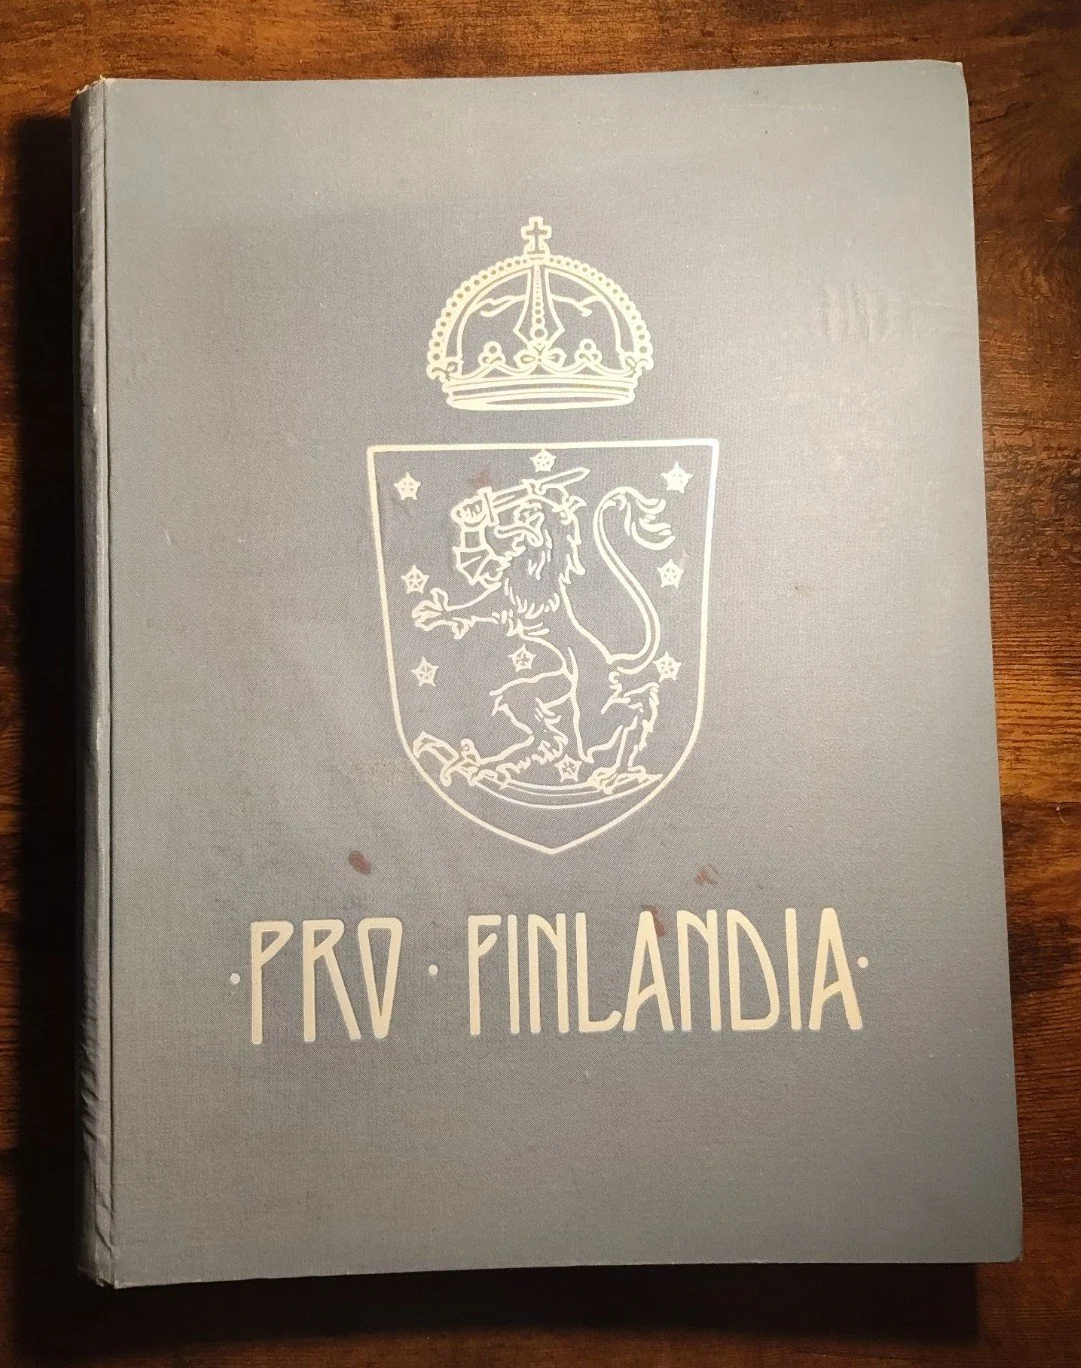 · PRO · FINLANDIA ·